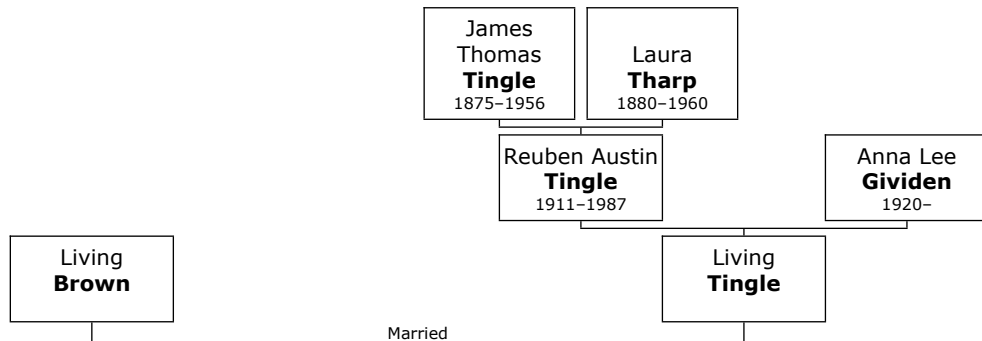 James
Thomas
Tingle
1875–1956
Laura
Tharp
1880–1960
Reuben Austin
Tingle
1911–1987
Anna Lee
Gividen
1920–
Living
Brown
Living
Tingle
Married